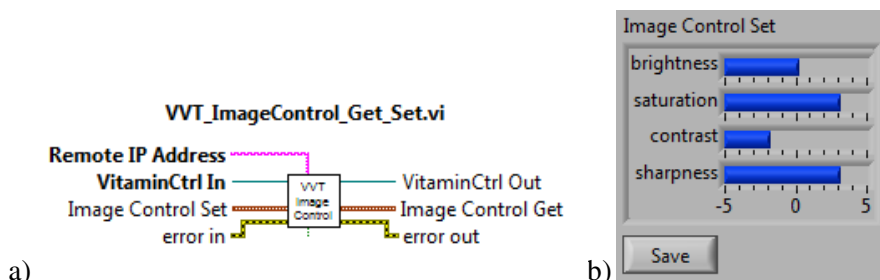 VVT_ImageControl_Get_Set.vi
Remote IP Address
VitaminCtrl In
Image Control Set
error in
VVT
Image
Control
VitaminCtrl Out
Image Control Get
error out
a)
Image Control Set
brightness
saturation
contrast
sharpness
-5 0 5
Save
b)